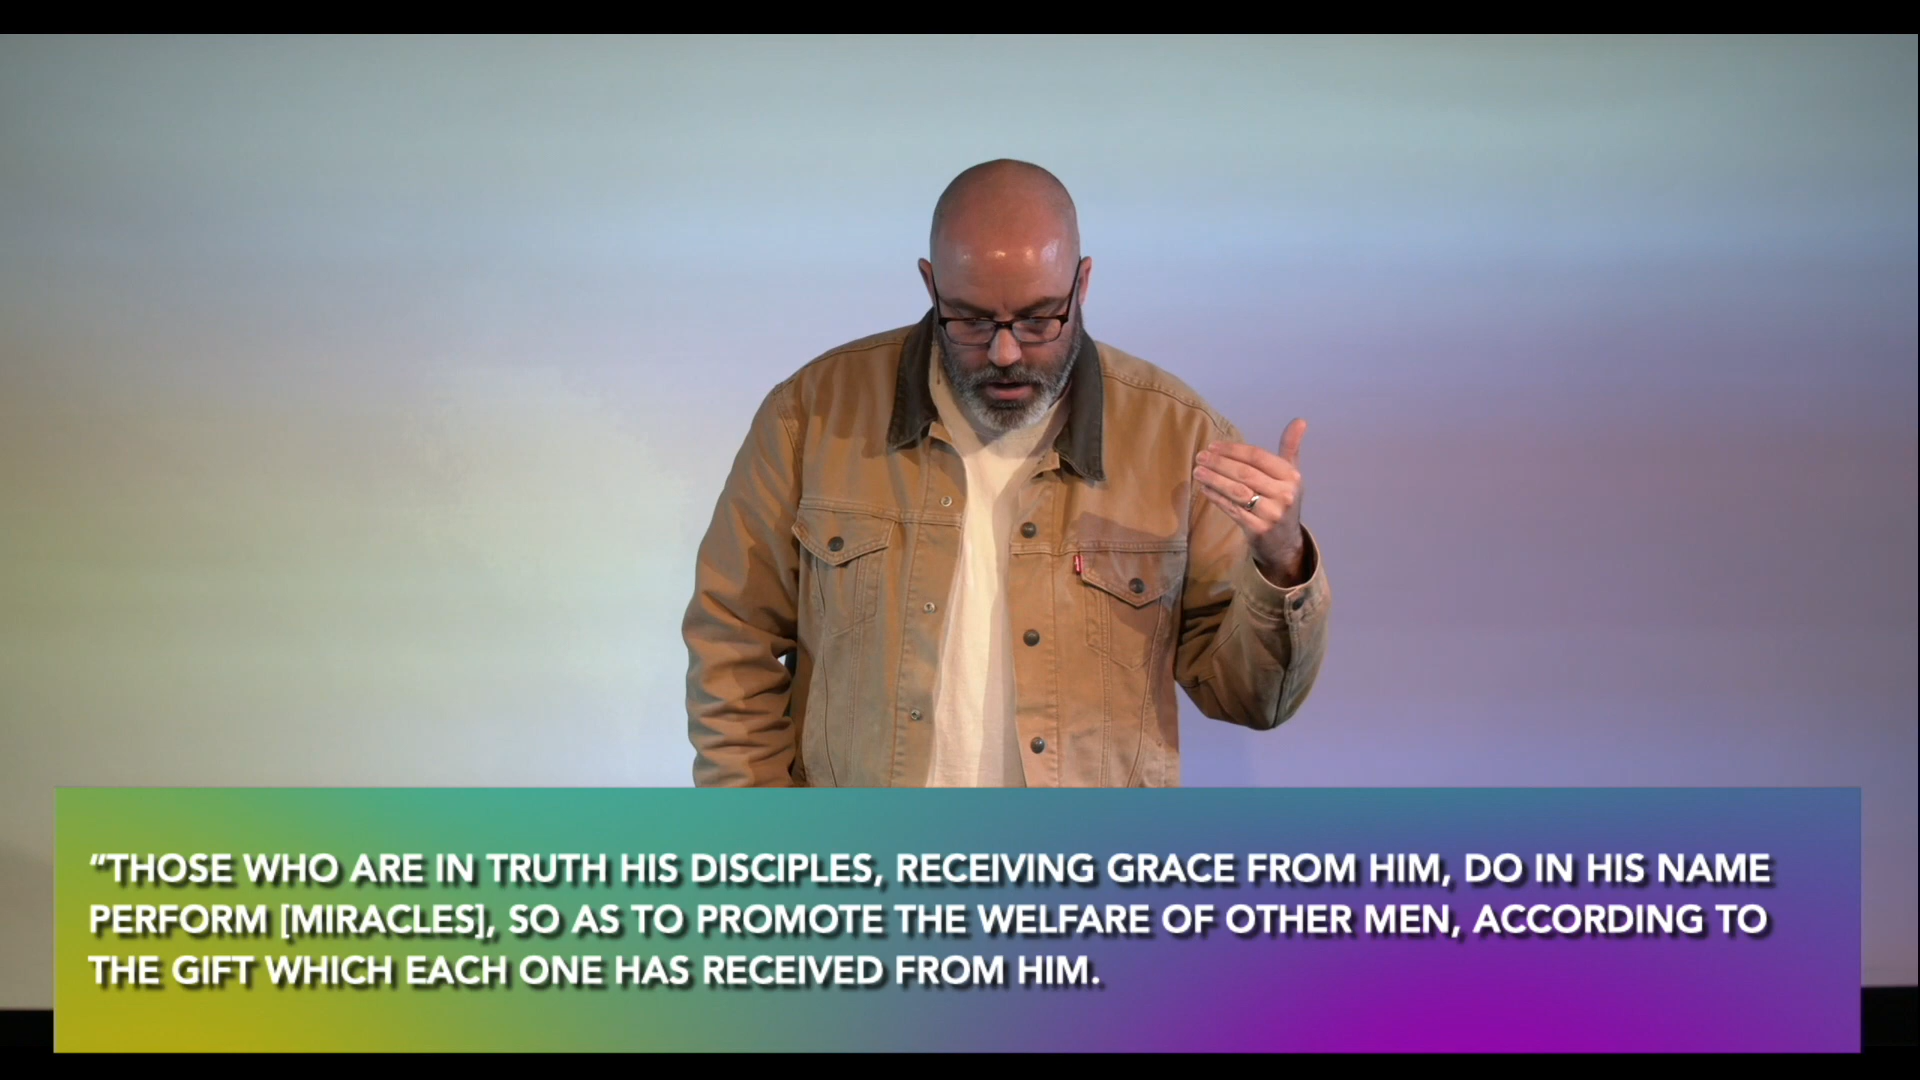 “THOSE WHO ARE IN TRUTH HIS DISCIPLES, RECEIVING GRACE FROM HIM, DO IN HIS NAME
PERFORM [MIRACLES], SO AS TO PROMOTE THE WELFARE OF OTHER MEN, ACCORDING TO
THE GIFT WHICH EACH ONE HAS RECEIVED FROM HIM.